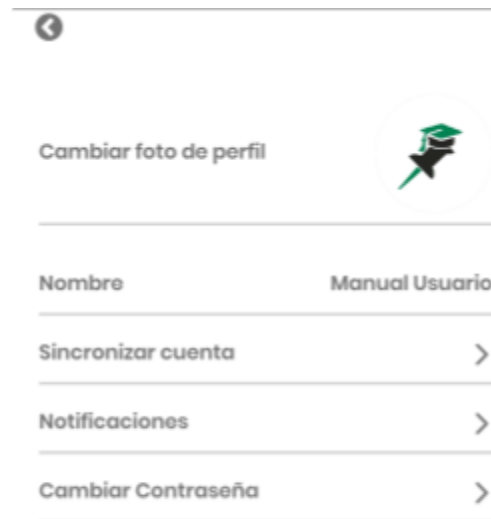 Cambiar foto de perfil
Nombre Manual Usuario
Sincronizar cuenta
Notificaciones
Cambiar Contraseña